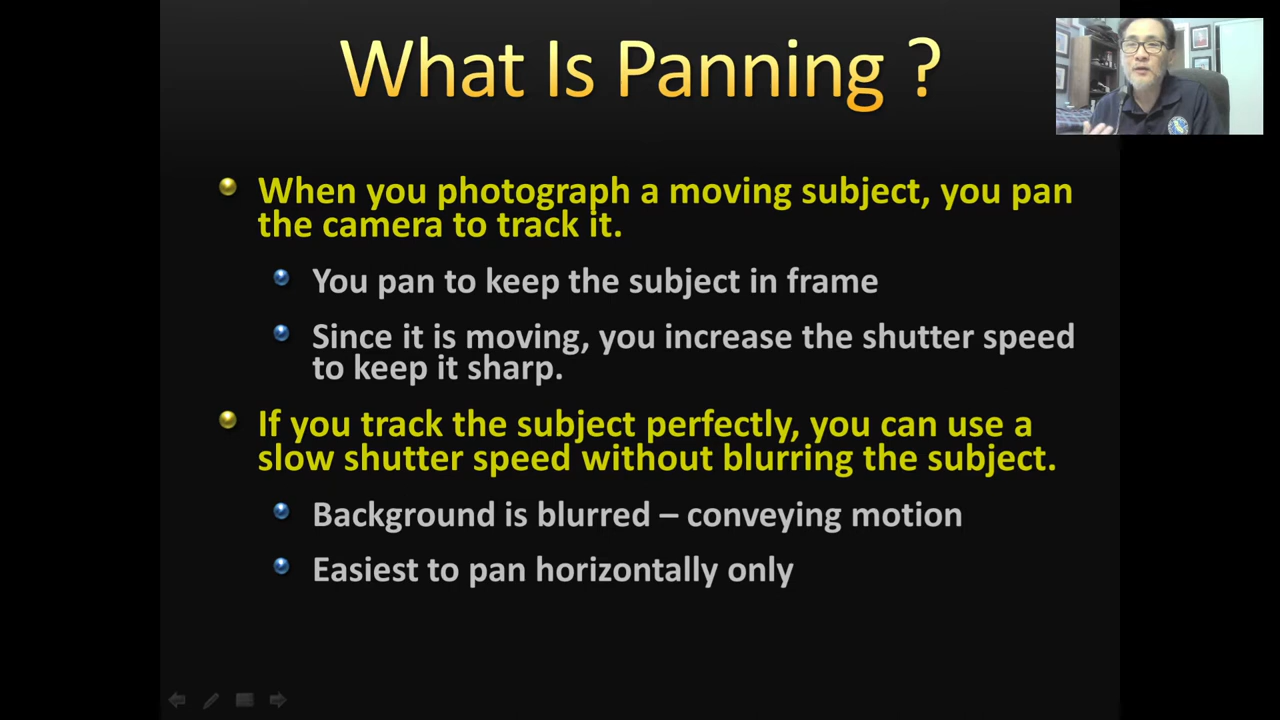 What Is Panning ?
When you photograph a moving subject, you pan
the camera to track it.
You pan to keep the subject in frame
Since it is moving, you increase the shutter speed
to keep it sharp.
If you track the subject perfectly, you can use a
slow shutter speed without blurring the subject.
Background is blurred – conveying motion
Easiest to pan horizontally only